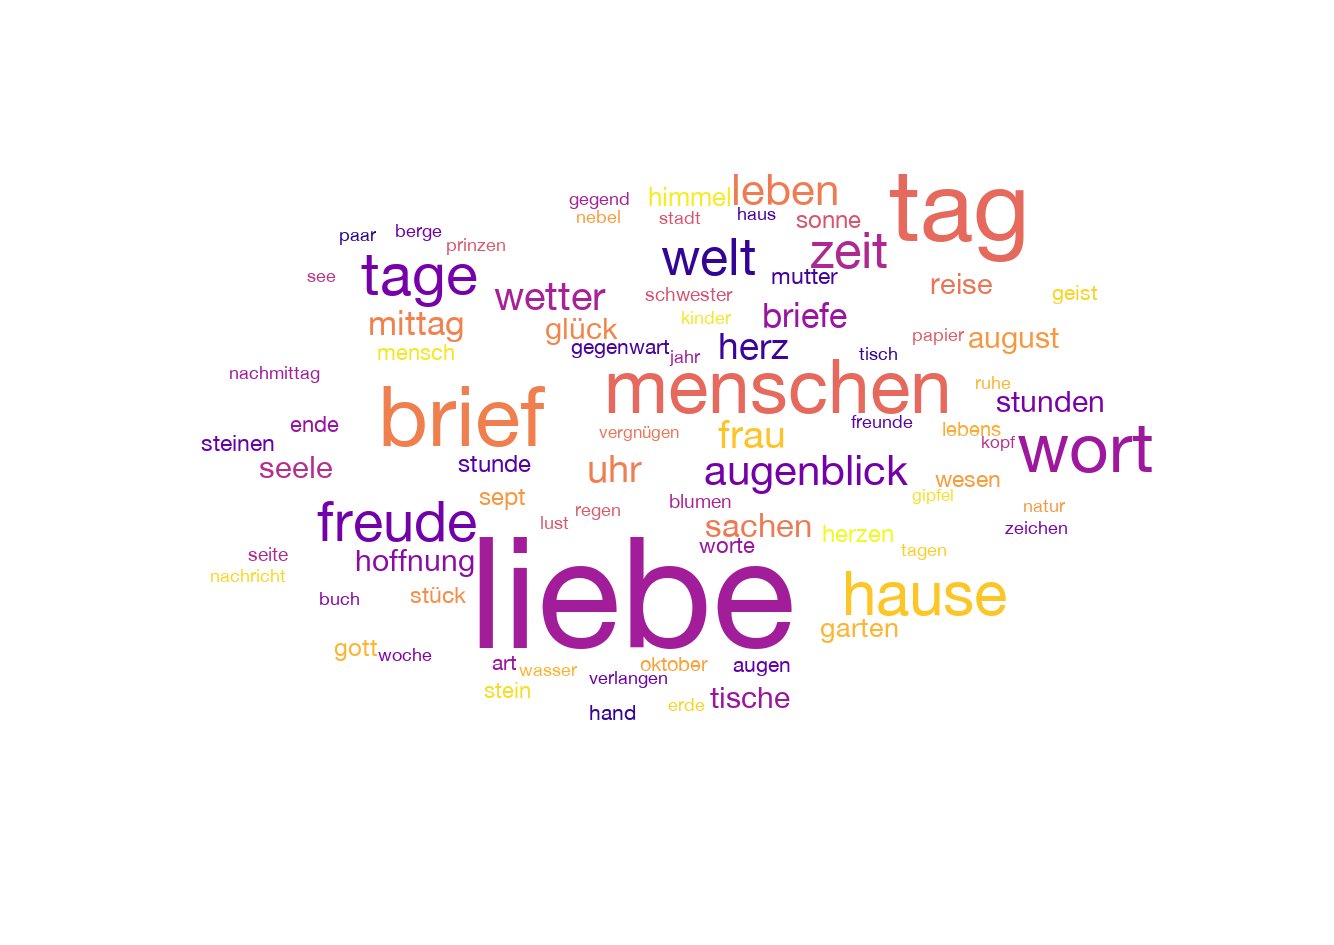 leben
tag
himmel
gegend
nebel
stadt
haus
sonne
paar
berge
prinzen
welt
zeit
see
tage
wetter
mutter
reise
schwester
geist
mittag
glück
kinder
briefe
mensch
gegenwart
jahr
herz
tisch
papier
august
nachmittag
brief
menschen
ruhe
stunden
ende
steinen
vergnügen
frau
freunde
lebens
kopf
wort
seele
stunde
uhr
augenblick
wesen
sept
regen
blumen
gipfel
natur
freude
lust
sachen
herzen
zeichen
seite
hoffnung
worte
tagen
nachricht
buch
stück
liebe
hause
garten
gott
woche
art
wasser
oktober
augen
verlangen
stein
tische
hand
erde